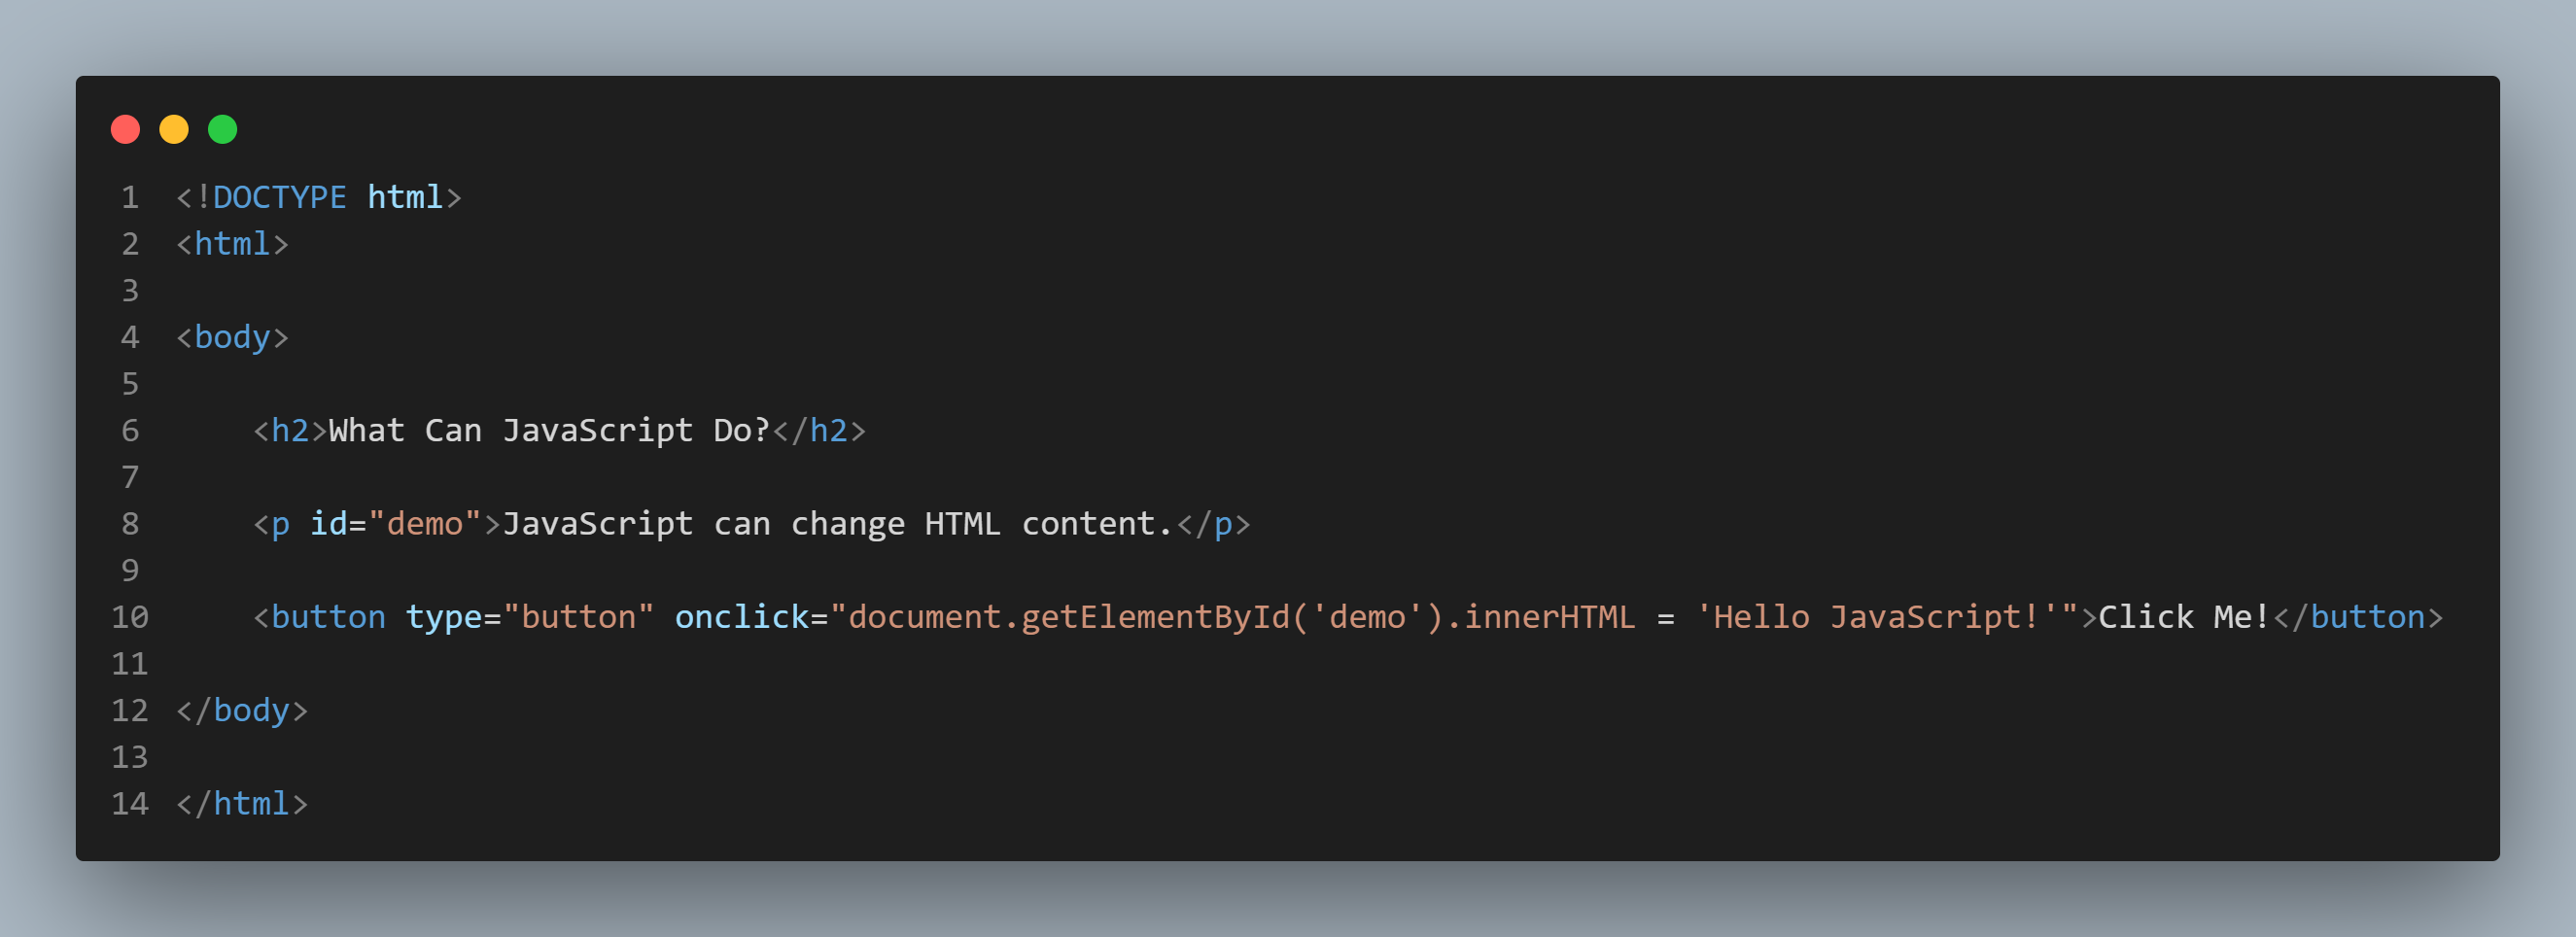 1 <!DOCTYPE html>
2 <html>
3
4 <body>
5
6     <h2>What Can JavaScript Do?</h2>
7
8     <p id="demo">JavaScript can change HTML content.</p>
9
10     <button type="button" onclick="document.getElementById('demo').innerHTML = 'Hello JavaScript!'">Click Me!</button>
11
12 </body>
13
14 </html>